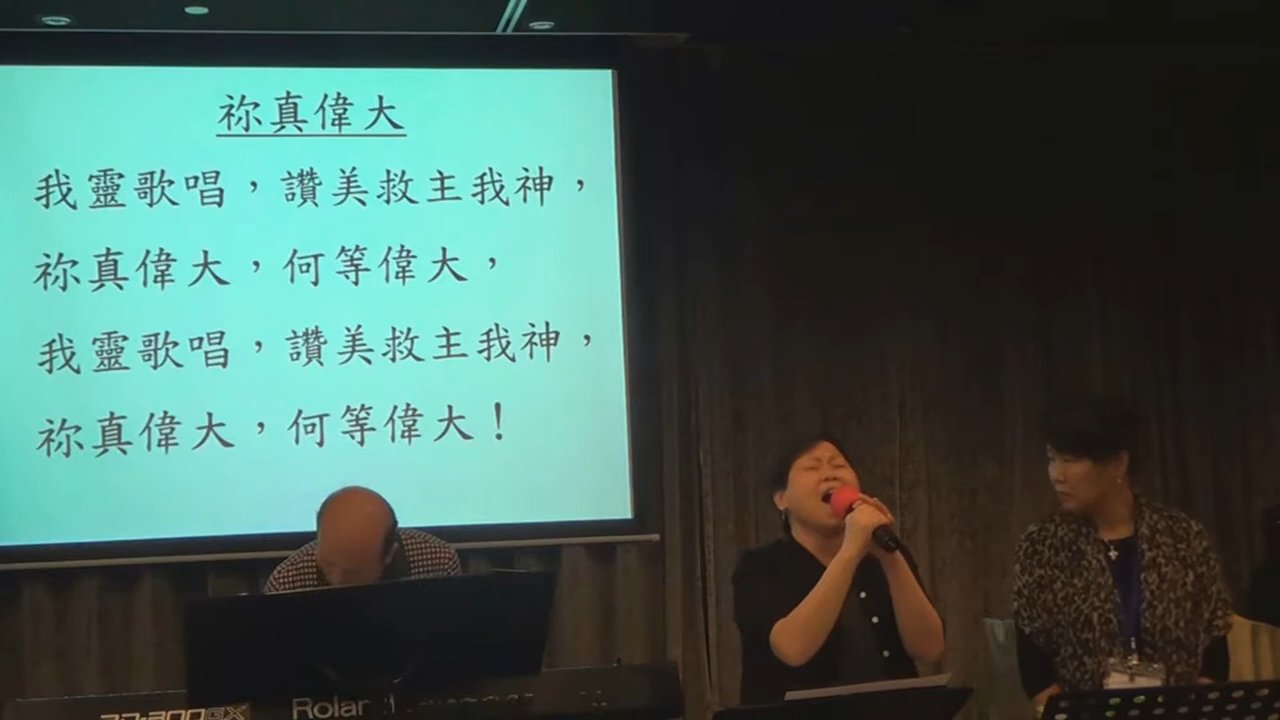 祢真偉大
我靈歌唱，讚美救主我神，
祢真偉大，何等偉大，
我靈歌唱，讚美救主我神，
祢真偉大，何等偉大！
Roland